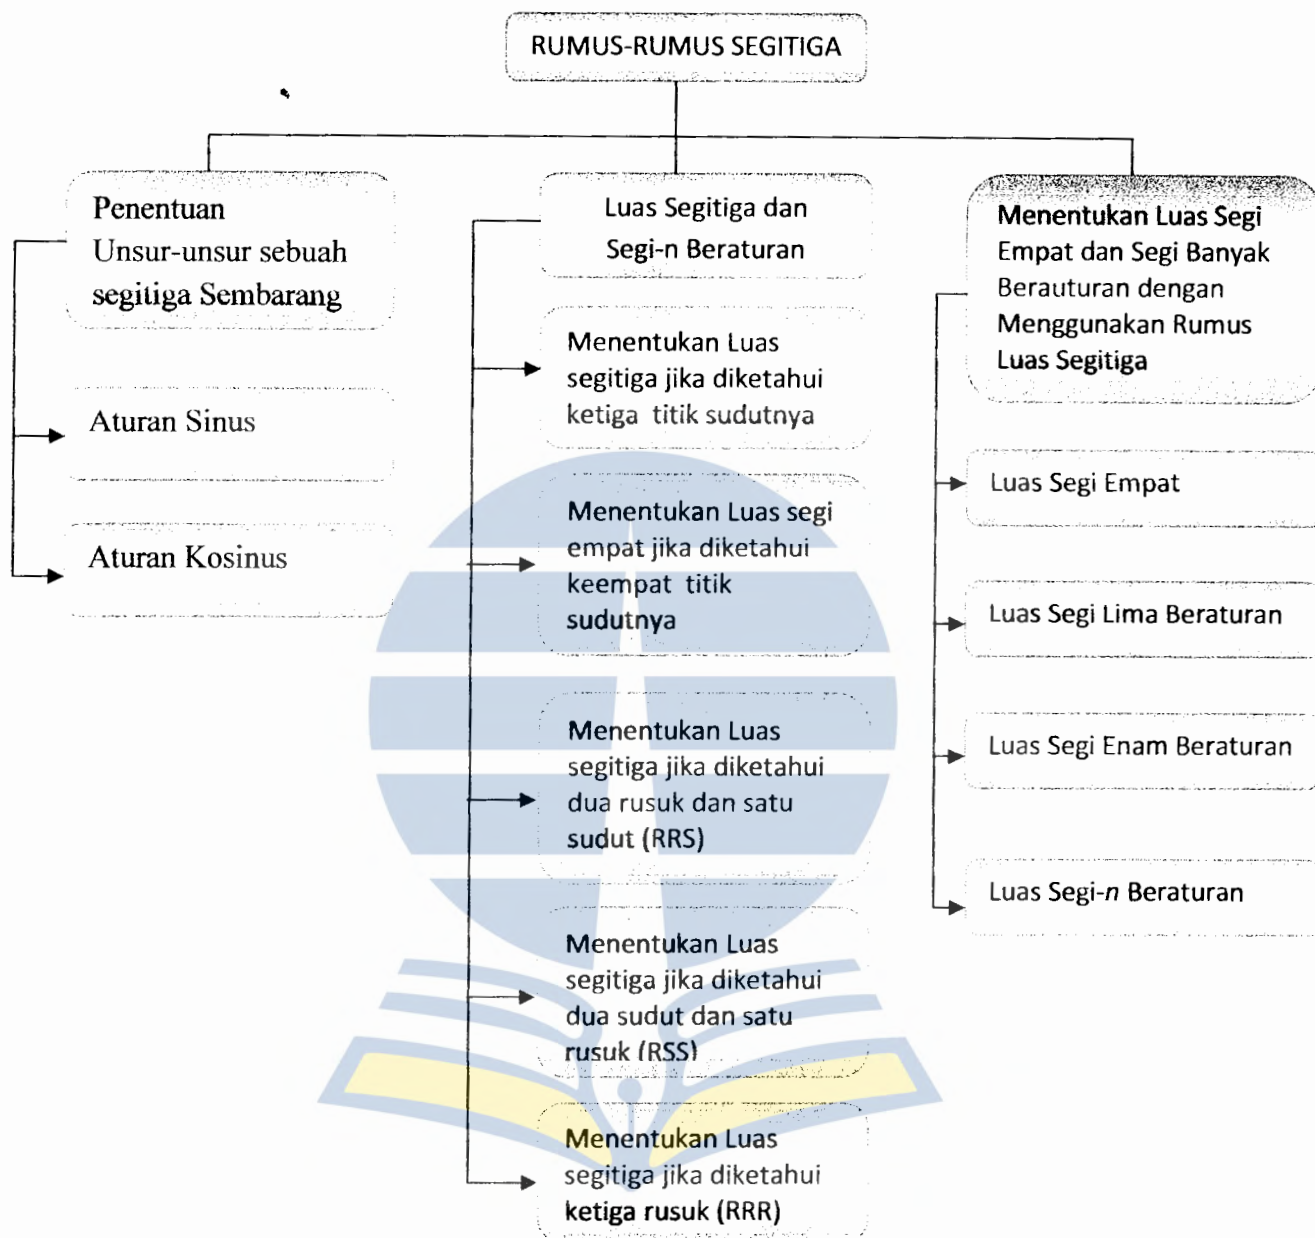 RUMUS-RUMUS SEGITIGA
Penentuan
Unsur-unsur sebuah
segitiga Sembarang
Aturan Sinus
Aturan Kosinus
Luas Segitiga dan
Segi-n Beraturan
Menentukan Luas
segitiga jika diketahui
ketiga titik sudutnya
Menentukan Luas segi
empat jika diketahui
keempat titik
sudutnya
Menentukan Luas
segitiga jika diketahui
dua rusuk dan satu
sudut (RRS)
Menentukan Luas
segitiga jika diketahui
dua sudut dan satu
rusuk (RSS)
Menentukan Luas
segitiga jika diketahui
ketiga rusuk (RRR)
Menentukan Luas Segi
Empat dan Segi Banyak
Berauturan dengan
Menggunakan Rumus
Luas Segitiga
Luas Segi Empat
Luas Segi Lima Beraturan
Luas Segi Enam Beraturan
Luas Segi-n Beraturan